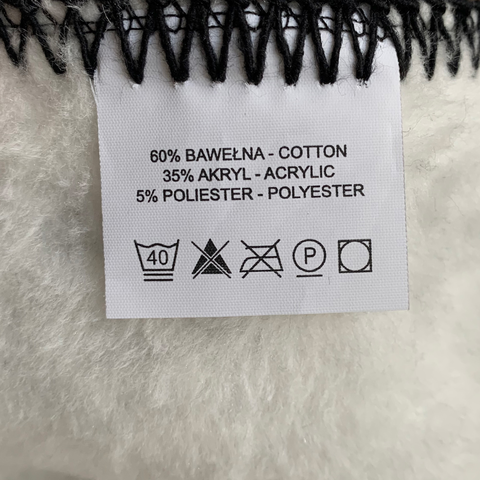 60% BAWEŁNA - COTTON
35% AKRYL - ACRYLIC
5% POLIESTER - POLYESTER
40 P